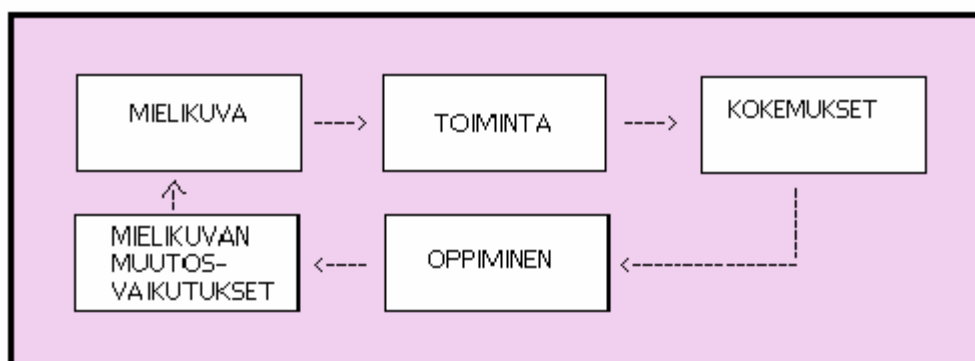 MIELIKUVA
TOIMINTA
KOKEMUKSET
MIELIKUVAN
MUUTOS-
VAIKUTUKSET
OPPIMINEN